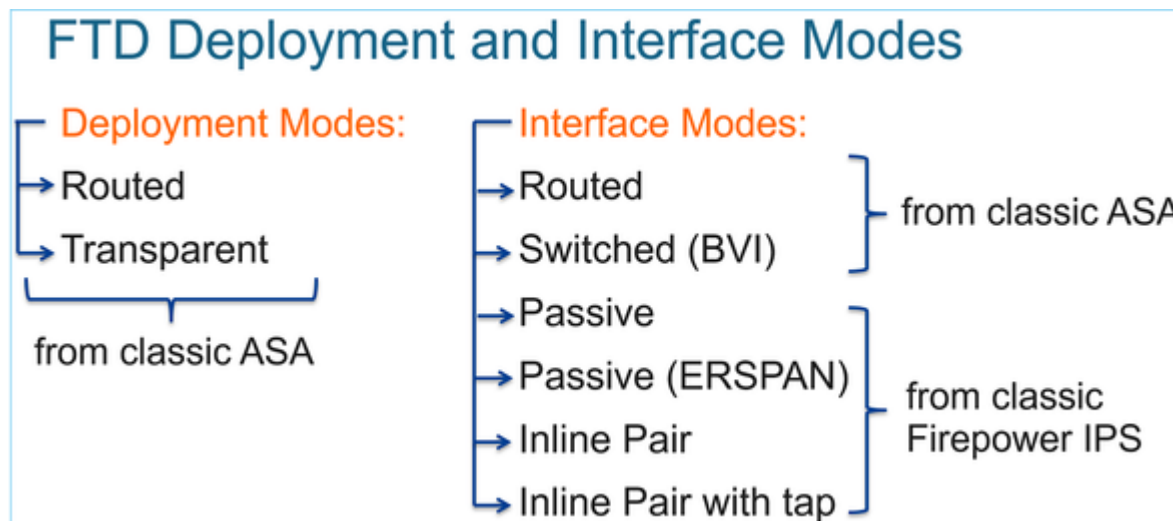 FTD Deployment and Interface Modes
Deployment Modes:
Routed
Transparent
from classic ASA
Interface Modes:
Routed
Switched (BVI)
from classic ASA
Passive
Passive (ERSPAN)
Inline Pair
Inline Pair with tap
from classic
Firepower IPS